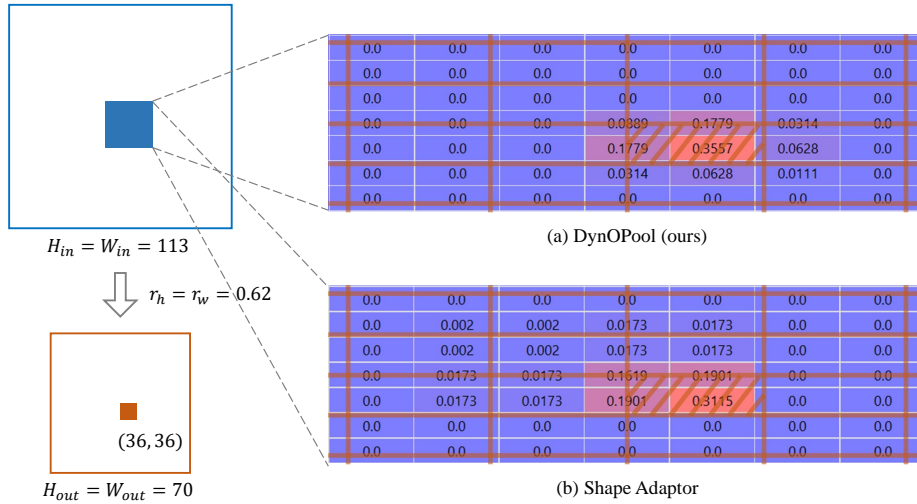 0.0 0.0 0.0 0.0 0.0 0.0 0.0
0.0 0.0 0.0 0.0 0.0 0.0 0.0
0.0 0.0 0.0 0.0 0.0 0.0 0.0
0.0 0.0 0.0 0.0889 0.1779 0.0314 0.0
0.0 0.0 0.0 0.1779 0.3557 0.0628 0.0
0.0 0.0 0.0 0.0314 0.0628 0.0111 0.0
0.0 0.0 0.0 0.0 0.0 0.0 0.0
(a) DynOPool (ours)
H_in = W_in = 113
r_h = r_w = 0.62
0.0 0.0 0.0 0.0 0.0 0.0 0.0
0.0 0.002 0.002 0.0173 0.0173 0.0 0.0
0.0 0.002 0.002 0.0173 0.0173 0.0 0.0
0.0 0.0173 0.0173 0.1619 0.1901 0.0 0.0
0.0 0.0173 0.0173 0.1901 0.3115 0.0 0.0
0.0 0.0 0.0 0.0 0.0 0.0 0.0
0.0 0.0 0.0 0.0 0.0 0.0 0.0
(36, 36)
H_out = W_out = 70
(b) Shape Adaptor